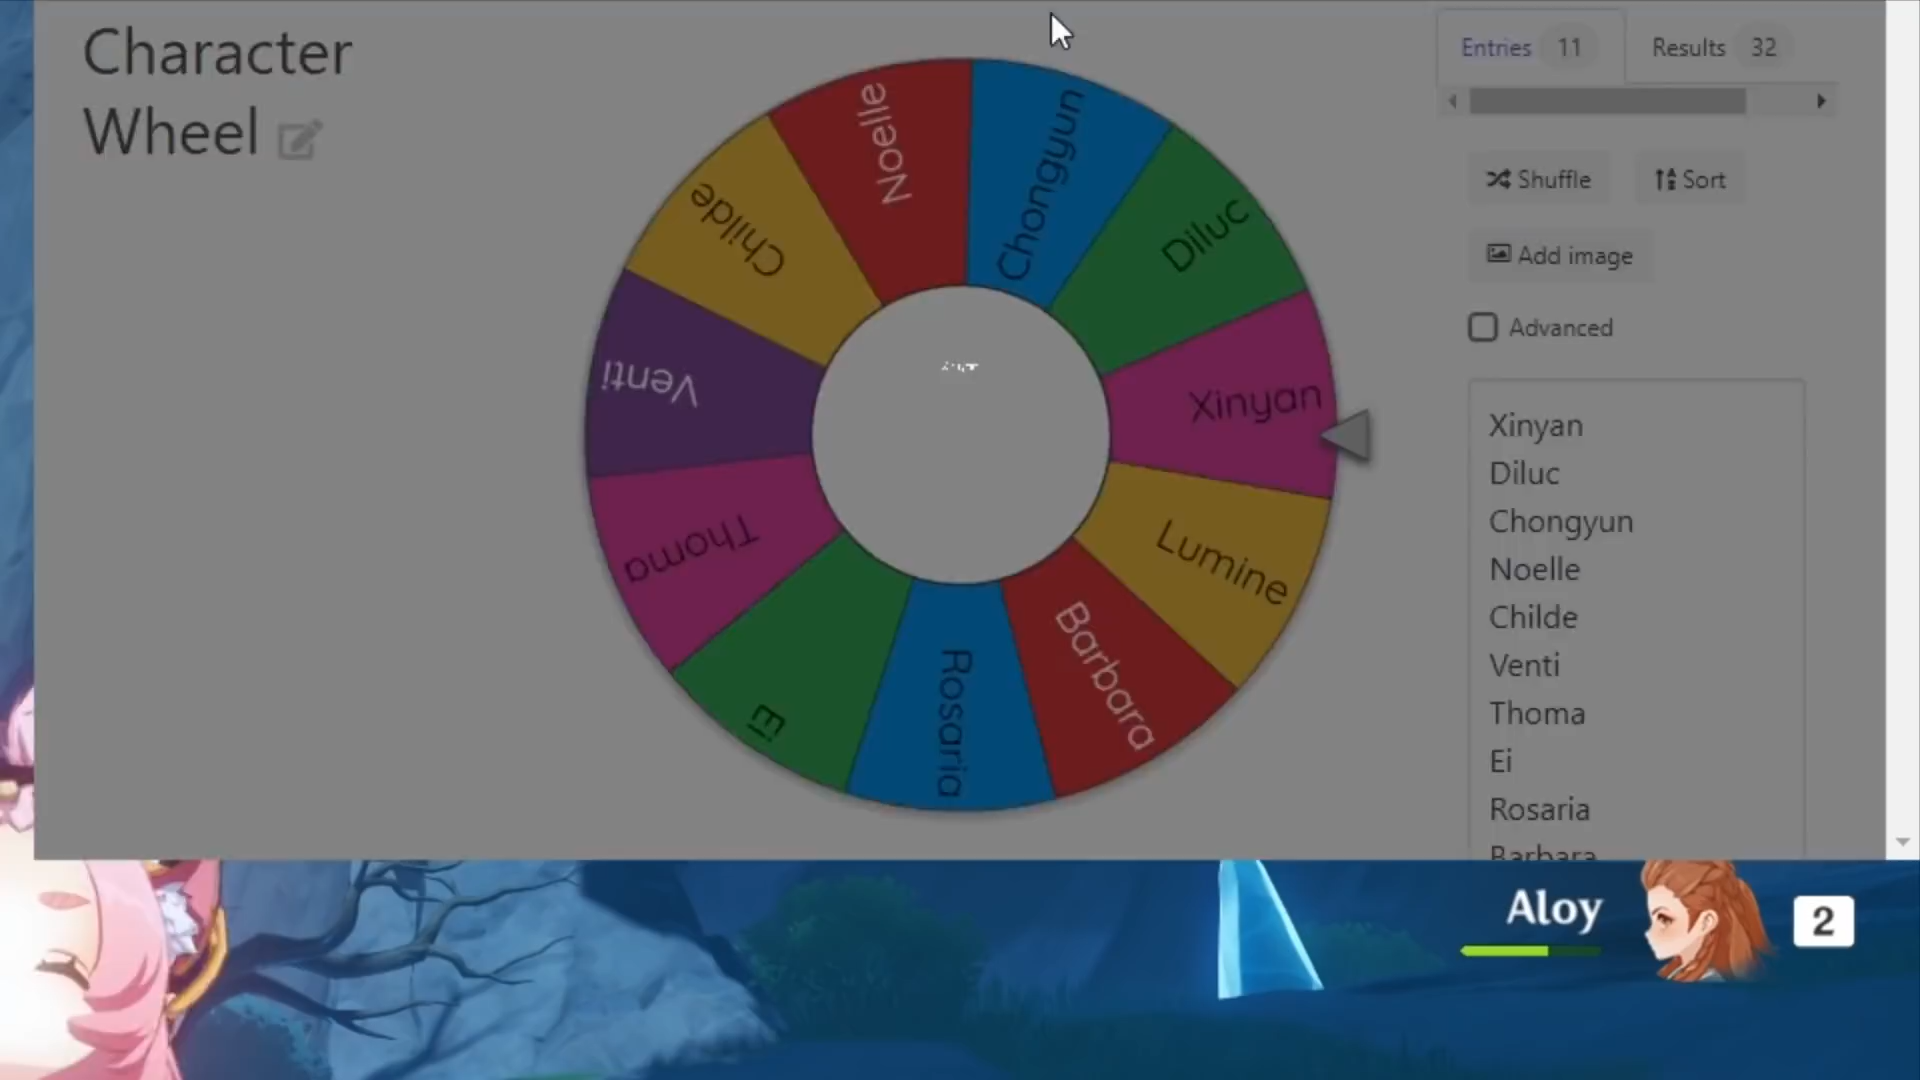 Character
Wheel
Entries 11
Results 32
Shuffle
Sort
Add image
Advanced
Xinyan
Diluc
Chongyun
Noelle
Childe
Venti
Thoma
Ei
Rosaria
Barbara
Noelle
Chongyun
Diluc
Xinyan
Lumine
Barbara
Rosaria
Ei
Thoma
Venti
Childe
Aloy
2